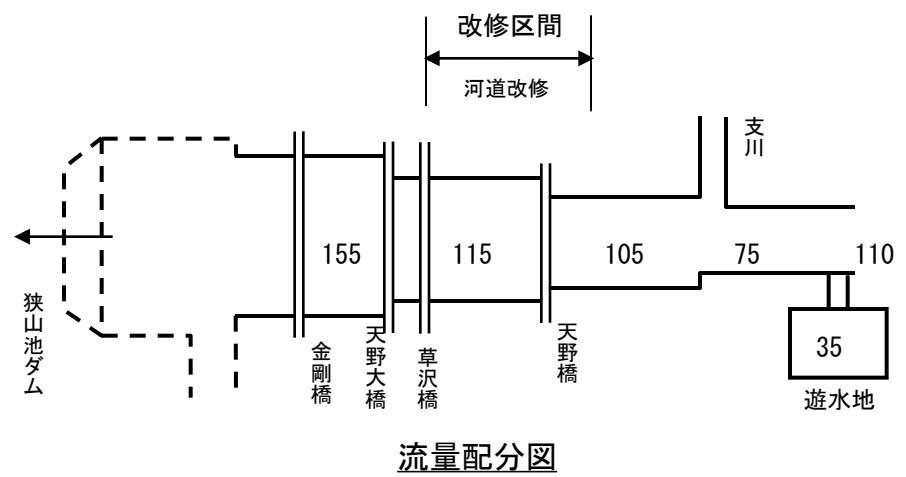 改修区間
河道改修
支川
155
115
105
75
110
狭山池ダム
金剛橋
天野大橋
草沢橋
天野橋
35
遊水地
流量配分図